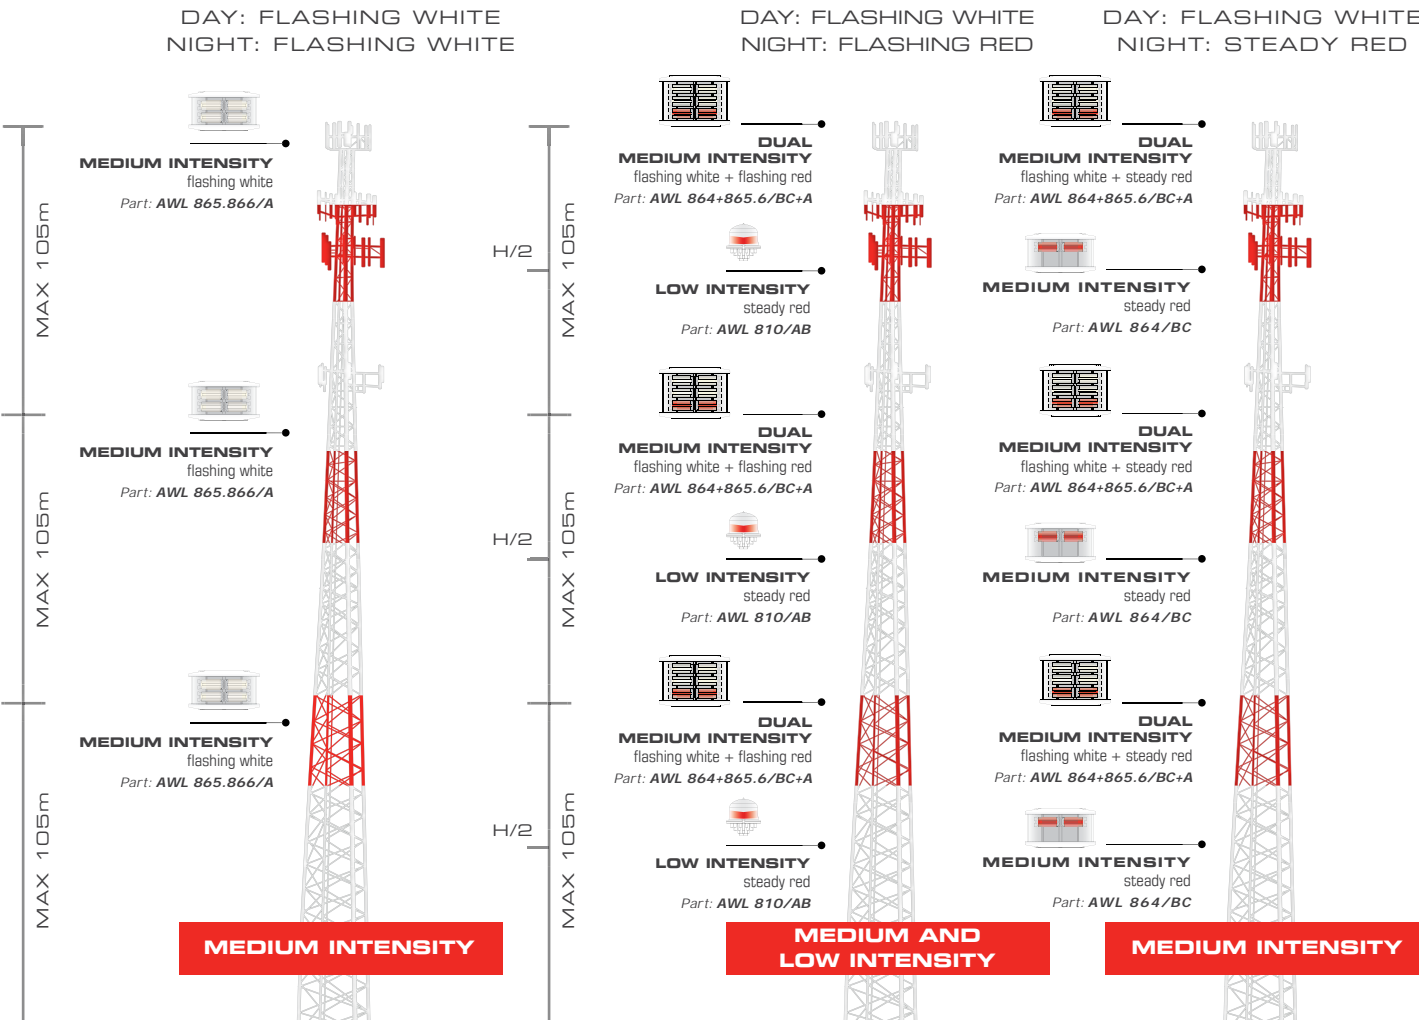 DAY: FLASHING WHITE
NIGHT: FLASHING WHITE
MAX 105m
MAX 105m
MAX 105m
MEDIUM INTENSITY
flashing white
Part: AWL 865.866/A
MEDIUM INTENSITY
flashing white
Part: AWL 865.866/A
MEDIUM INTENSITY
flashing white
Part: AWL 865.866/A
MEDIUM INTENSITY
DAY: FLASHING WHITE
NIGHT: FLASHING RED
H/2
H/2
H/2
MAX 105m
MAX 105m
MAX 105m
DUAL
MEDIUM INTENSITY
flashing white + flashing red
Part: AWL 864+865.6/BC+A
LOW INTENSITY
steady red
Part: AWL 810/AB
DUAL
MEDIUM INTENSITY
flashing white + flashing red
Part: AWL 864+865.6/BC+A
LOW INTENSITY
steady red
Part: AWL 810/AB
DUAL
MEDIUM INTENSITY
flashing white + flashing red
Part: AWL 864+865.6/BC+A
LOW INTENSITY
steady red
Part: AWL 810/AB
MEDIUM AND
LOW INTENSITY
DAY: FLASHING WHITE
NIGHT: STEADY RED
DUAL
MEDIUM INTENSITY
flashing white + steady red
Part: AWL 864+865.6/BC+A
MEDIUM INTENSITY
steady red
Part: AWL 864/BC
DUAL
MEDIUM INTENSITY
flashing white + steady red
Part: AWL 864+865.6/BC+A
MEDIUM INTENSITY
steady red
Part: AWL 864/BC
DUAL
MEDIUM INTENSITY
flashing white + steady red
Part: AWL 864+865.6/BC+A
MEDIUM INTENSITY
steady red
Part: AWL 864/BC
MEDIUM INTENSITY